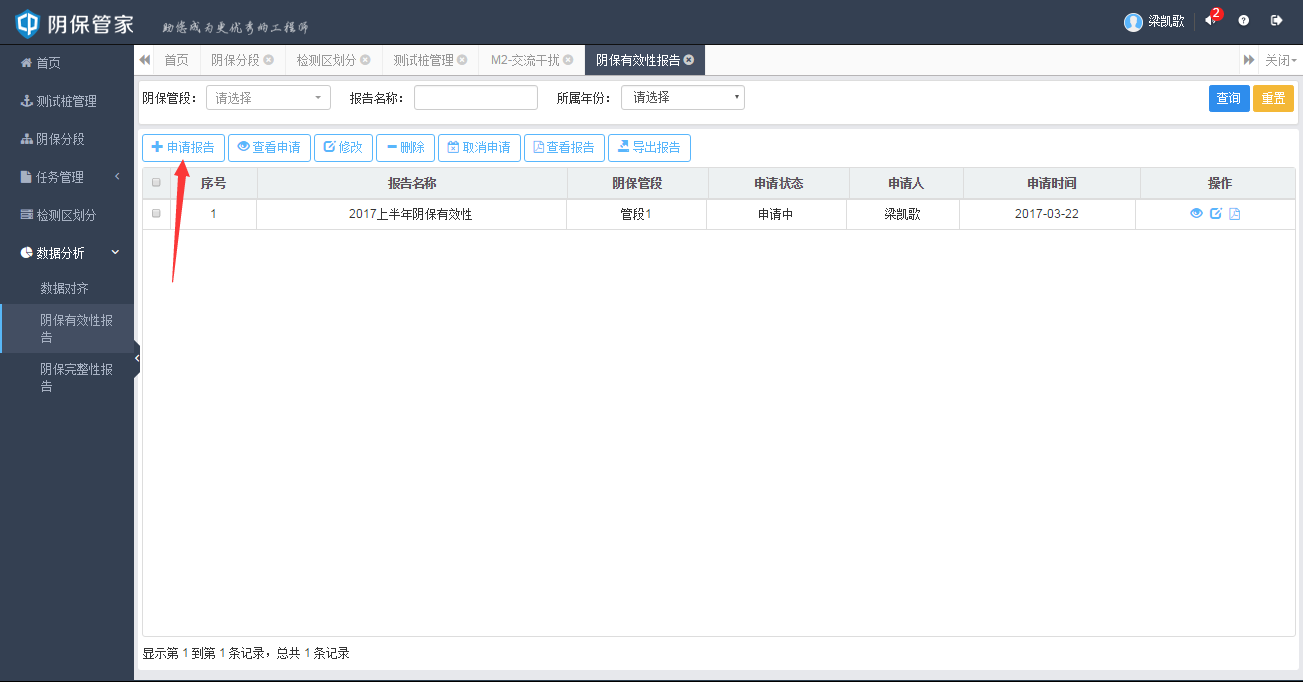 阴保管家 助您成为更优秀的工程师 梁凯歌 2
首页 阴保分段 检测区划分 测试桩管理 M2-交流干扰 阴保有效性报告 关闭
首页
测试桩管理
阴保分段
任务管理
检测区划分
数据分析
数据对齐
阴保有效性报
告
阴保完整性报
告
阴保管段： 请选择 报告名称： 所属年份： 请选择 查询 重置
申请报告 查看申请 修改 删除 取消申请 查看报告 导出报告
序号 报告名称 阴保管段 申请状态 申请人 申请时间 操作
1 2017上半年阴保有效性 管段1 申请中 梁凯歌 2017-03-22
显示第 1 到第 1 条记录，总共 1 条记录